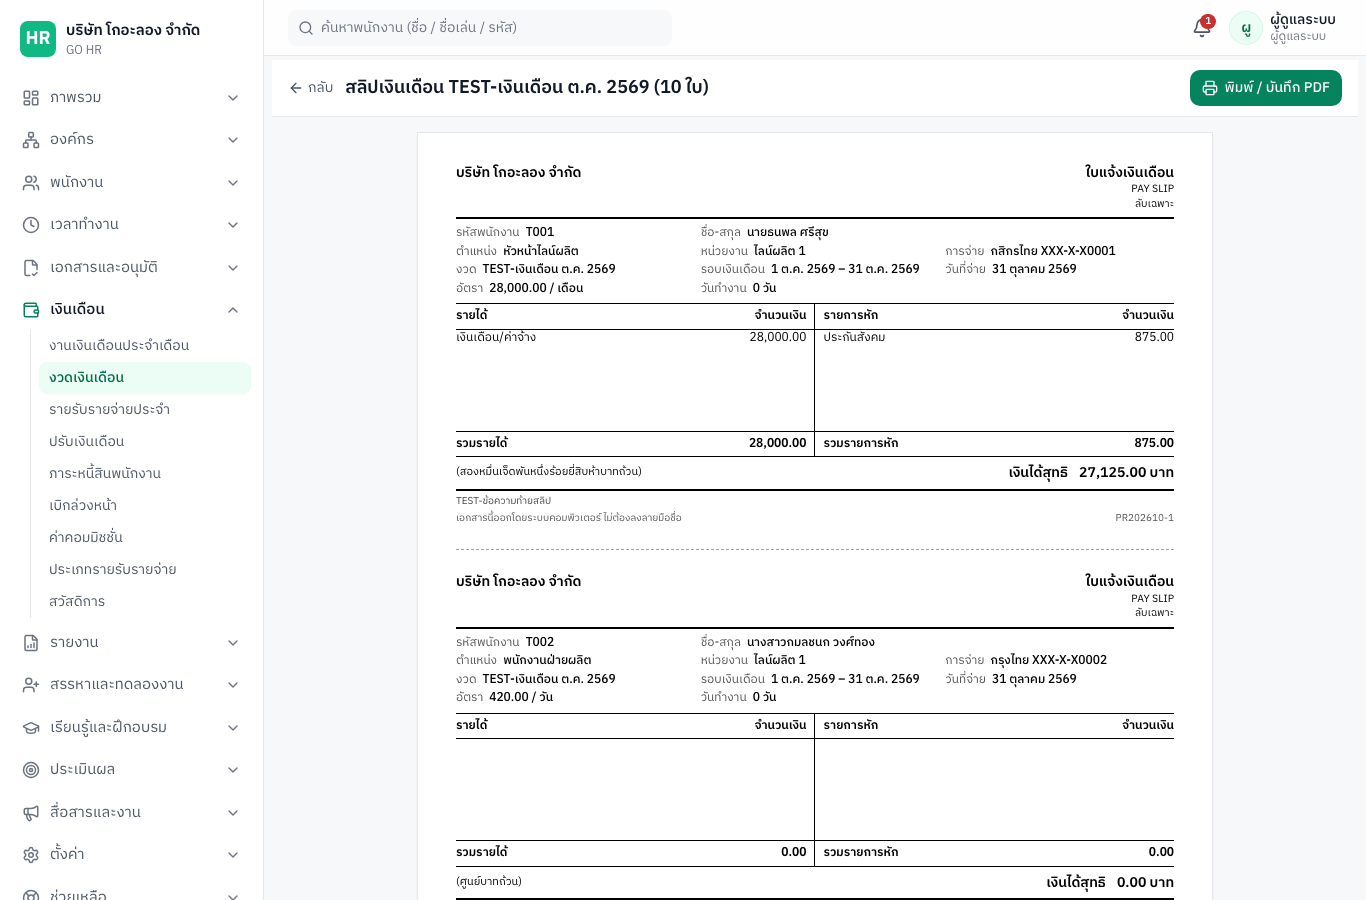 HR บริษัท โกอะลอง จำกัด
GO HR
ภาพรวม
องค์กร
พนักงาน
เวลาทำงาน
เอกสารและอนุมัติ
เงินเดือน
งานเงินเดือนประจำเดือน
งวดเงินเดือน
รายรับรายจ่ายประจำ
ปรับเงินเดือน
ภาระหนี้สินพนักงาน
เบิกล่วงหน้า
ค่าคอมมิชชั่น
ประเภทรายรับรายจ่าย
สวัสดิการ
รายงาน
สรรหาและทดลองงาน
เรียนรู้และฝึกอบรม
ประเมินผล
สื่อสารและงาน
ตั้งค่า
ช่วยเหลือ
ค้นหาพนักงาน (ชื่อ / ชื่อเล่น / รหัส)
1
ผู้ ผู้ดูแลระบบ
ผู้ดูแลระบบ
กลับ สลิปเงินเดือน TEST-เงินเดือน ต.ค. 2569 (10 ใบ) พิมพ์ / บันทึก PDF
บริษัท โกอะลอง จำกัด ใบแจ้งเงินเดือน
PAY SLIP
ลับเฉพาะ
รหัสพนักงาน T001 ชื่อ-สกุล นายธนพล ศรีสุข
ตำแหน่ง หัวหน้าไลน์ผลิต หน่วยงาน ไลน์ผลิต 1 การจ่าย กสิกรไทย XXX-X-X0001
งวด TEST-เงินเดือน ต.ค. 2569 รอบเงินเดือน 1 ต.ค. 2569 – 31 ต.ค. 2569 วันที่จ่าย 31 ตุลาคม 2569
อัตรา 28,000.00 / เดือน วันทำงาน 0 วัน
รายได้ จำนวนเงิน รายการหัก จำนวนเงิน
เงินเดือน/ค่าจ้าง 28,000.00 ประกันสังคม 875.00
รวมรายได้ 28,000.00 รวมรายการหัก 875.00
(สองหมื่นเจ็ดพันหนึ่งร้อยยี่สิบห้าบาทถ้วน) เงินได้สุทธิ 27,125.00 บาท
TEST-ข้อความท้ายสลิป
เอกสารนี้ออกโดยระบบคอมพิวเตอร์ ไม่ต้องลงลายมือชื่อ PR202610-1
บริษัท โกอะลอง จำกัด ใบแจ้งเงินเดือน
PAY SLIP
ลับเฉพาะ
รหัสพนักงาน T002 ชื่อ-สกุล นางสาวกมลชนก วงศ์ทอง
ตำแหน่ง พนักงานฝ่ายผลิต หน่วยงาน ไลน์ผลิต 1 การจ่าย กรุงไทย XXX-X-X0002
งวด TEST-เงินเดือน ต.ค. 2569 รอบเงินเดือน 1 ต.ค. 2569 – 31 ต.ค. 2569 วันที่จ่าย 31 ตุลาคม 2569
อัตรา 420.00 / วัน วันทำงาน 0 วัน
รายได้ จำนวนเงิน รายการหัก จำนวนเงิน
รวมรายได้ 0.00 รวมรายการหัก 0.00
(ศูนย์บาทถ้วน) เงินได้สุทธิ 0.00 บาท